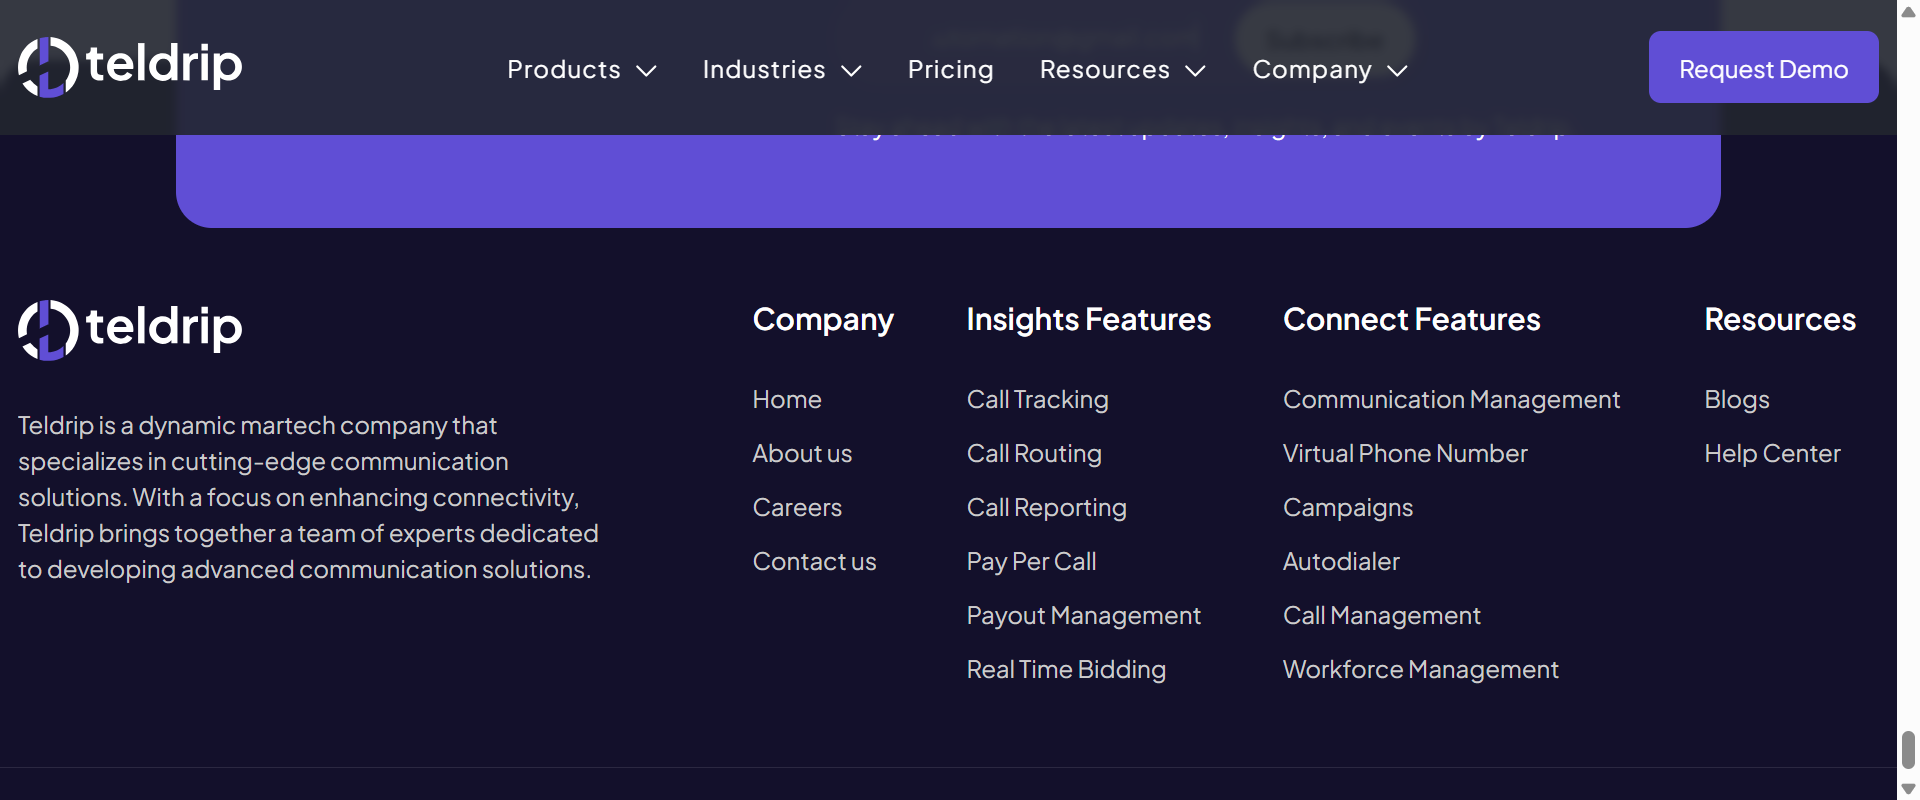 teldrip
Products
Industries
Pricing
Resources
Company
Request Demo
teldrip
Teldrip is a dynamic martech company that
specializes in cutting-edge communication
solutions. With a focus on enhancing connectivity,
Teldrip brings together a team of experts dedicated
to developing advanced communication solutions.
Company
Home
About us
Careers
Contact us
Insights Features
Call Tracking
Call Routing
Call Reporting
Pay Per Call
Payout Management
Real Time Bidding
Connect Features
Communication Management
Virtual Phone Number
Campaigns
Autodialer
Call Management
Workforce Management
Resources
Blogs
Help Center